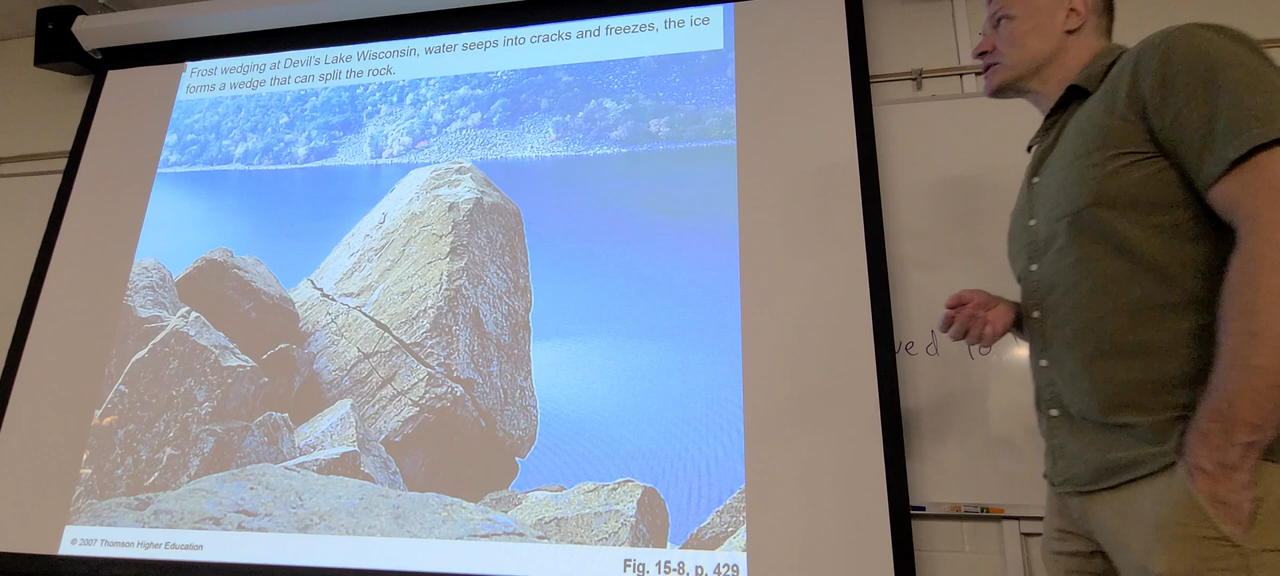 Frost wedging at Devil's Lake Wisconsin, water seeps into cracks and freezes, the ice
forms a wedge that can split the rock.
© 2007 Thomson Higher Education
Fig. 15-8, p. 429